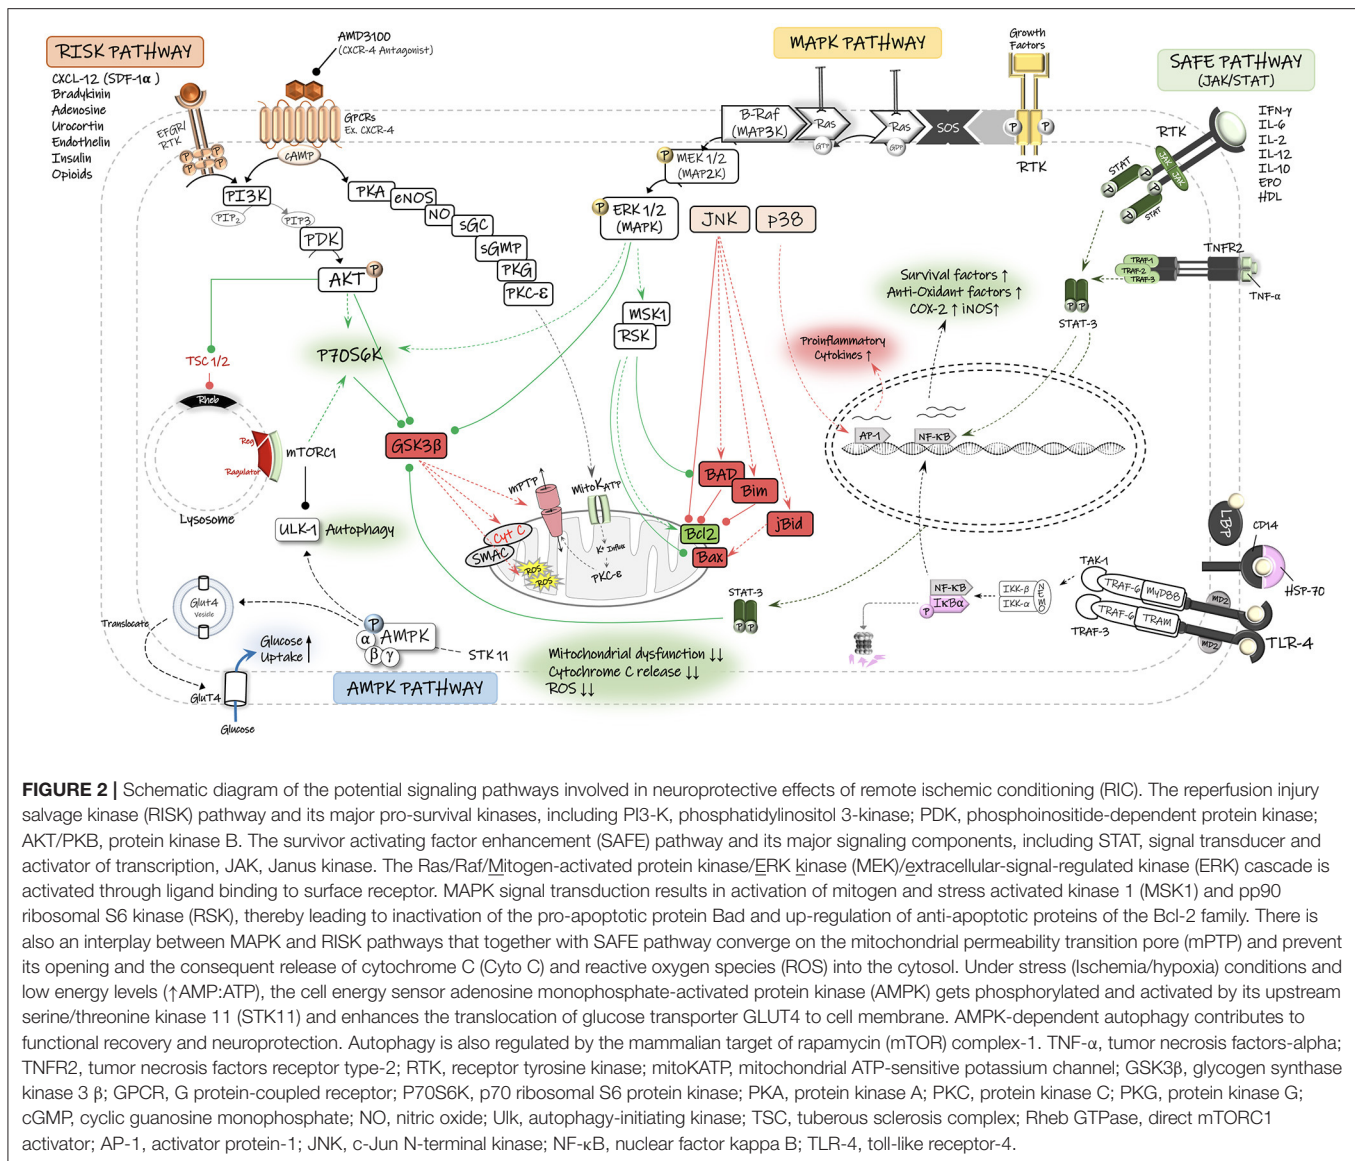 RISK PATHWAY
CXCL-12 (SDF-1α )
Bradykinin
Adenosine
Urocortin
Endothelin
Insulin
Opioids
EFGR/
RTK
P
P
P
P
P
P
AMD3100
(CXCR-4 Antagonist)
GPCRs
Ex. CXCR-4
cAMP
PI3K
PIP2
PIP3
PDK
AKT
P
PKA
eNOS
NO
sGC
sGMP
PKG
PKC-ε
MAPK PATHWAY
B-Raf
(MAP3K)
Ras
GTP
Ras
GDP
SOS
Growth
Factors
P
P
RTK
P
MEK 1/2
(MAP2K)
P
ERK 1/2
(MAPK)
JNK
p38
MSK1
RSK
SAFE PATHWAY
(JAK/STAT)
IFN-γ
IL-6
IL-2
IL-12
IL-10
EPO
HDL
RTK
JAK
JAK
STAT
P
P
STAT
P
P
TNFR2
TRAF-1
TRAF-2
TRAF-3
TNF-α
P P
STAT-3
Survival factors ↑
Anti-Oxidant factors ↑
COX-2 ↑ iNOS↑
Proinflammatory
Cytokines ↑
AP-1
NF-KB
P70S6K
TSC 1/2
Rheb
Reg
Ragulator
mTORC1
Lysosome
ULK-1
Autophagy
GSK3β
mPTP
MitoKATP
Cyt C
SMAC
ROS
ROS
K+ Influx
PKC-ε
BAD
Bim
jBid
Bcl2
Bax
STAT-3
P P
NF-KB
IKBα
P
IKK-β
IKK-α
NEMO
TAK-1
TRAF-6
MyD88
TRAF-6
TRAM
TRAF-3
MD2
MD2
TLR-4
LBP
CD14
HSP-70
Glut4
Vesicle
Translocate
GluT4
Glucose
Uptake
Glucose
P
α
β
γ
AMPK
STK 11
AMPK PATHWAY
Mitochondrial dysfunction ↓↓
Cytochrome C release ↓↓
ROS ↓↓
FIGURE 2 | Schematic diagram of the potential signaling pathways involved in neuroprotective effects of remote ischemic conditioning (RIC). The reperfusion injury
salvage kinase (RISK) pathway and its major pro-survival kinases, including PI3-K, phosphatidylinositol 3-kinase; PDK, phosphoinositide-dependent protein kinase;
AKT/PKB, protein kinase B. The survivor activating factor enhancement (SAFE) pathway and its major signaling components, including STAT, signal transducer and
activator of transcription, JAK, Janus kinase. The Ras/Raf/Mitogen-activated protein kinase/ERK kinase (MEK)/extracellular-signal-regulated kinase (ERK) cascade is
activated through ligand binding to surface receptor. MAPK signal transduction results in activation of mitogen and stress activated kinase 1 (MSK1) and pp90
ribosomal S6 kinase (RSK), thereby leading to inactivation of the pro-apoptotic protein Bad and up-regulation of anti-apoptotic proteins of the Bcl-2 family. There is
also an interplay between MAPK and RISK pathways that together with SAFE pathway converge on the mitochondrial permeability transition pore (mPTP) and prevent
its opening and the consequent release of cytochrome C (Cyto C) and reactive oxygen species (ROS) into the cytosol. Under stress (Ischemia/hypoxia) conditions and
low energy levels (↑AMP:ATP), the cell energy sensor adenosine monophosphate-activated protein kinase (AMPK) gets phosphorylated and activated by its upstream
serine/threonine kinase 11 (STK11) and enhances the translocation of glucose transporter GLUT4 to cell membrane. AMPK-dependent autophagy contributes to
functional recovery and neuroprotection. Autophagy is also regulated by the mammalian target of rapamycin (mTOR) complex-1. TNF-α, tumor necrosis factors-alpha;
TNFR2, tumor necrosis factors receptor type-2; RTK, receptor tyrosine kinase; mitoKATP, mitochondrial ATP-sensitive potassium channel; GSK3β, glycogen synthase
kinase 3 β; GPCR, G protein-coupled receptor; P70S6K, p70 ribosomal S6 protein kinase; PKA, protein kinase A; PKC, protein kinase C; PKG, protein kinase G;
cGMP, cyclic guanosine monophosphate; NO, nitric oxide; Ulk, autophagy-initiating kinase; TSC, tuberous sclerosis complex; Rheb GTPase, direct mTORC1
activator; AP-1, activator protein-1; JNK, c-Jun N-terminal kinase; NF-κB, nuclear factor kappa B; TLR-4, toll-like receptor-4.